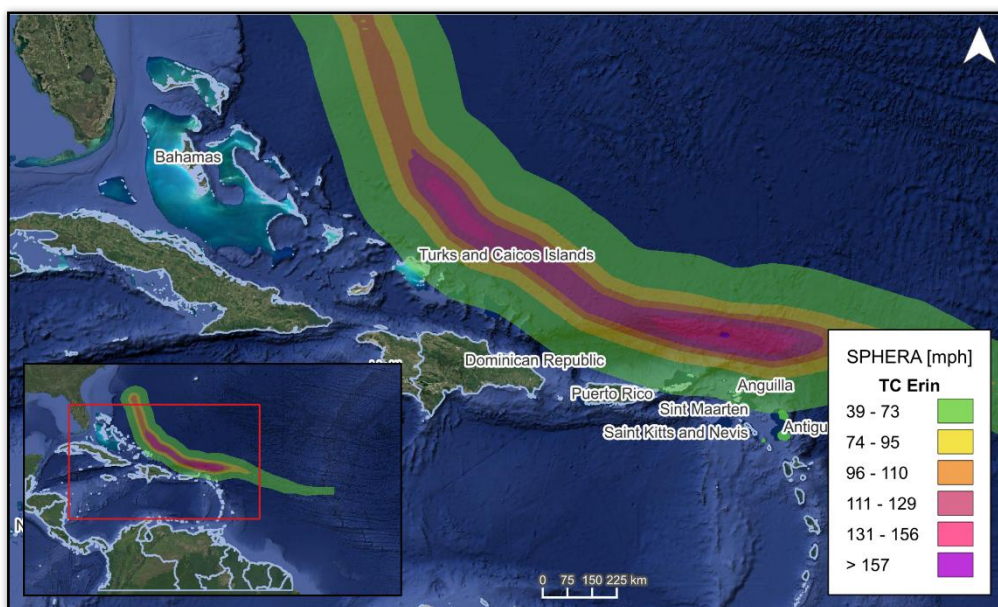 Bahamas
Turks and Caicos Islands
Dominican Republic
Puerto Rico
Anguilla
Sint Maarten
Saint Kitts and Nevis
Antigu
SPHERA [mph]
TC Erin
39 - 73
74 - 95
96 - 110
111 - 129
131 - 156
> 157
0 75 150 225 km